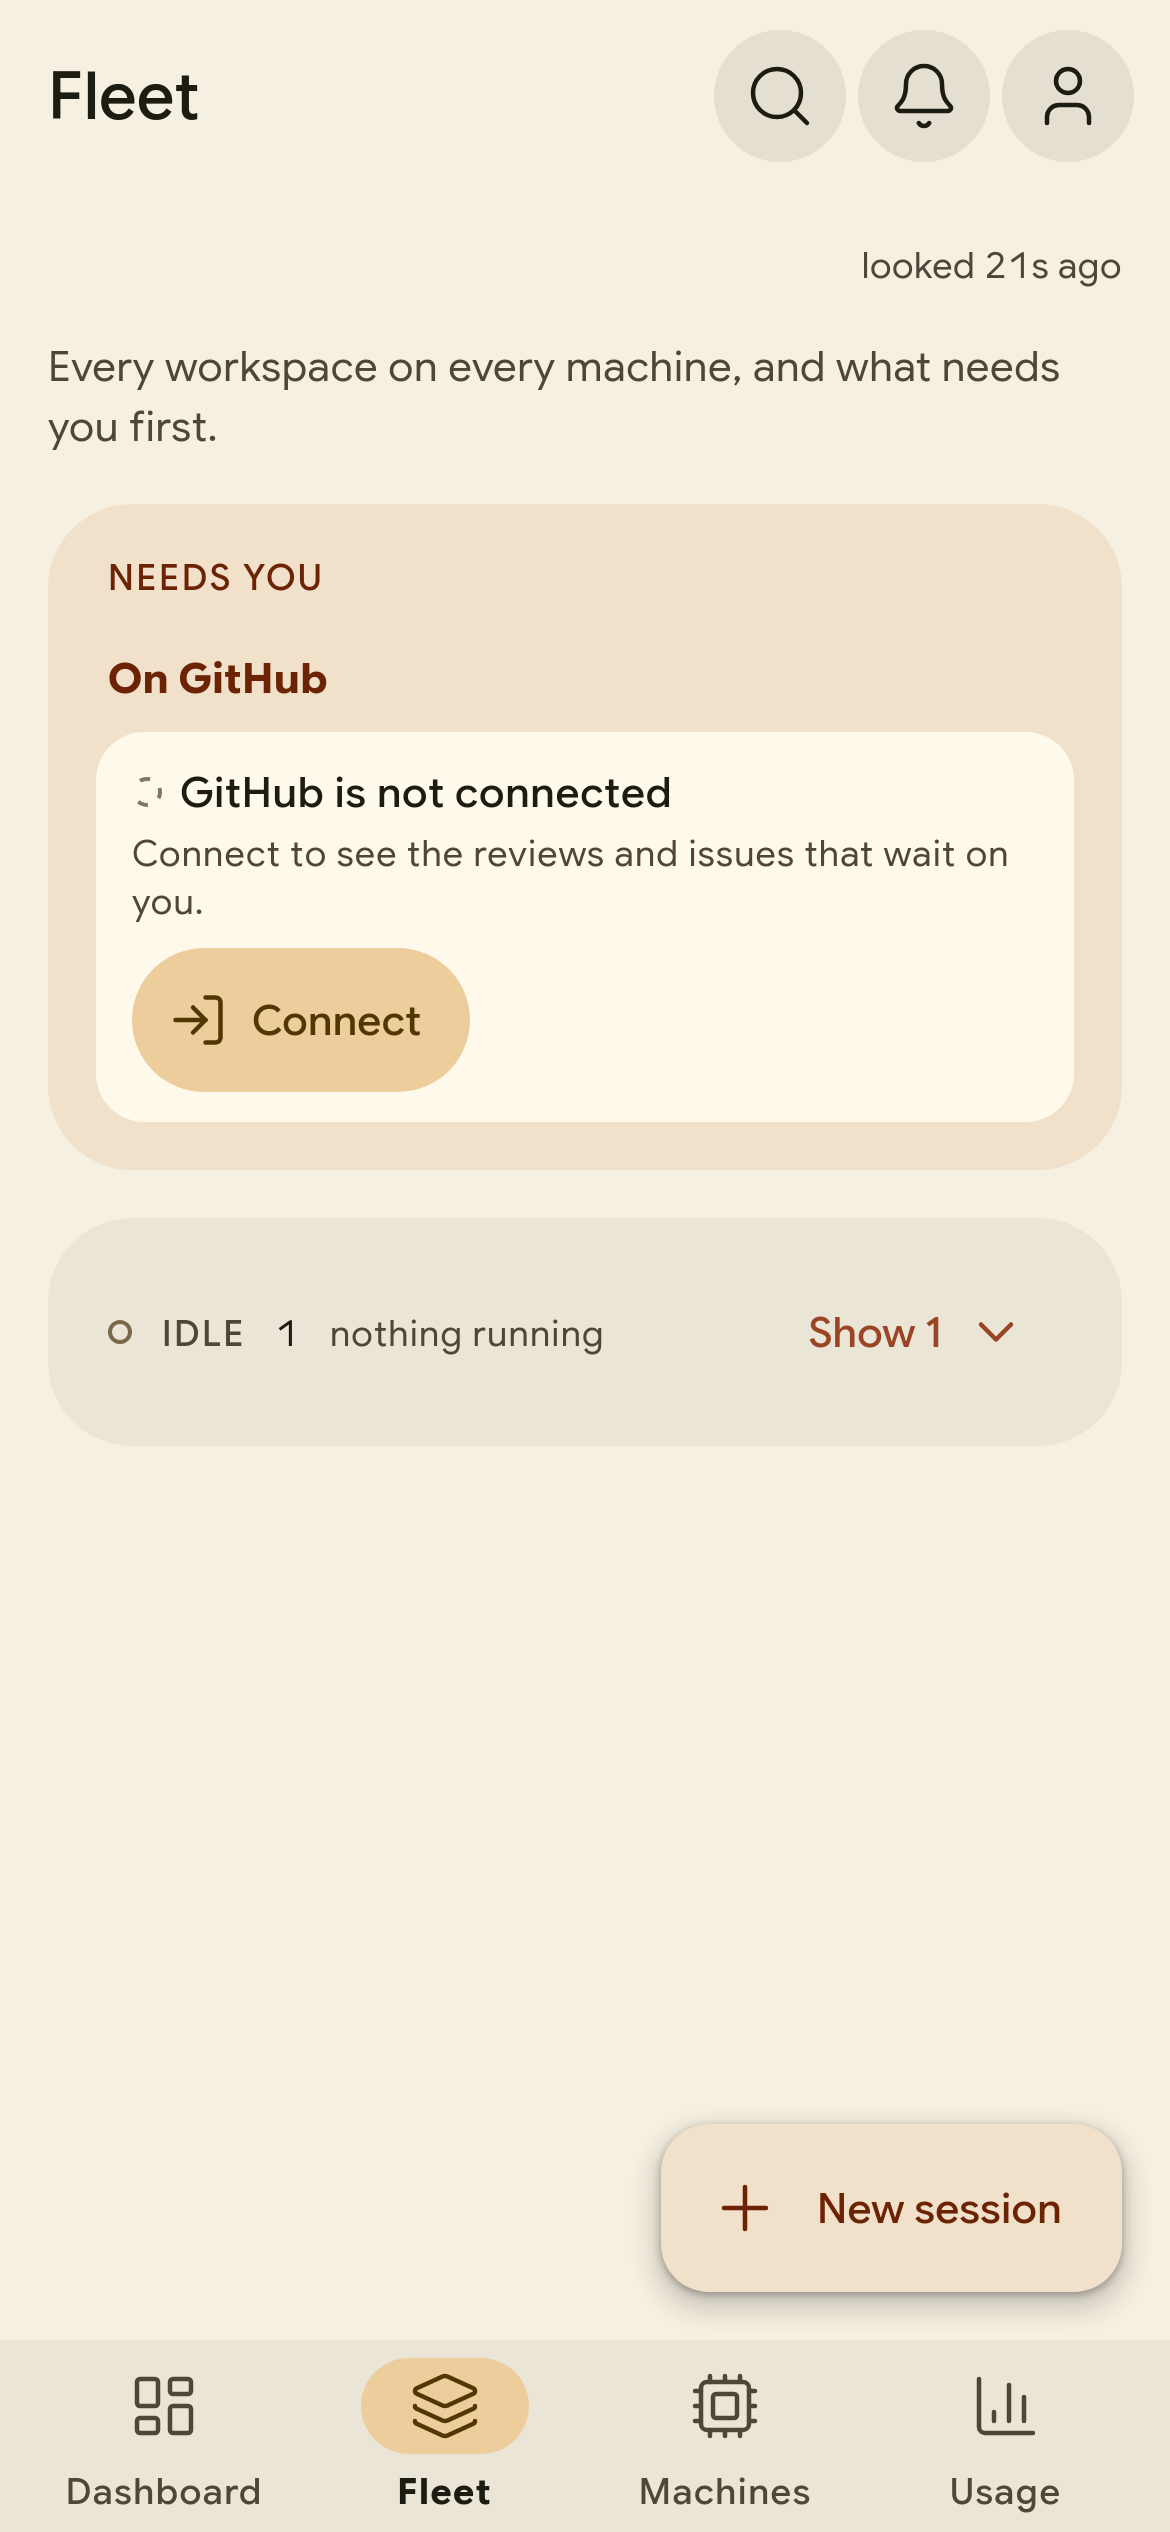 Fleet
looked 21s ago
Every workspace on every machine, and what needs
you first.
NEEDS YOU
On GitHub
GitHub is not connected
Connect to see the reviews and issues that wait on
you.
Connect
IDLE 1 nothing running Show 1
New session
Dashboard Fleet Machines Usage